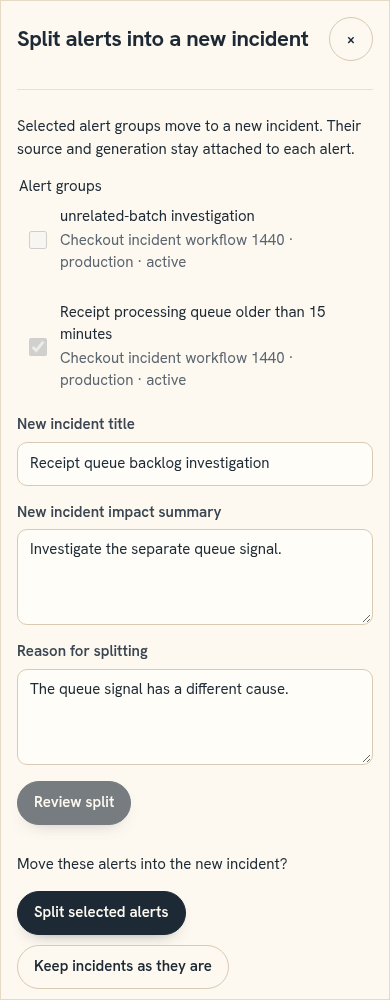 Split alerts into a new incident
×
Selected alert groups move to a new incident. Their
source and generation stay attached to each alert.
Alert groups
unrelated-batch investigation
Checkout incident workflow 1440 ·
production · active
Receipt processing queue older than 15
minutes
Checkout incident workflow 1440 ·
production · active
New incident title
Receipt queue backlog investigation
New incident impact summary
Investigate the separate queue signal.
Reason for splitting
The queue signal has a different cause.
Review split
Move these alerts into the new incident?
Split selected alerts
Keep incidents as they are